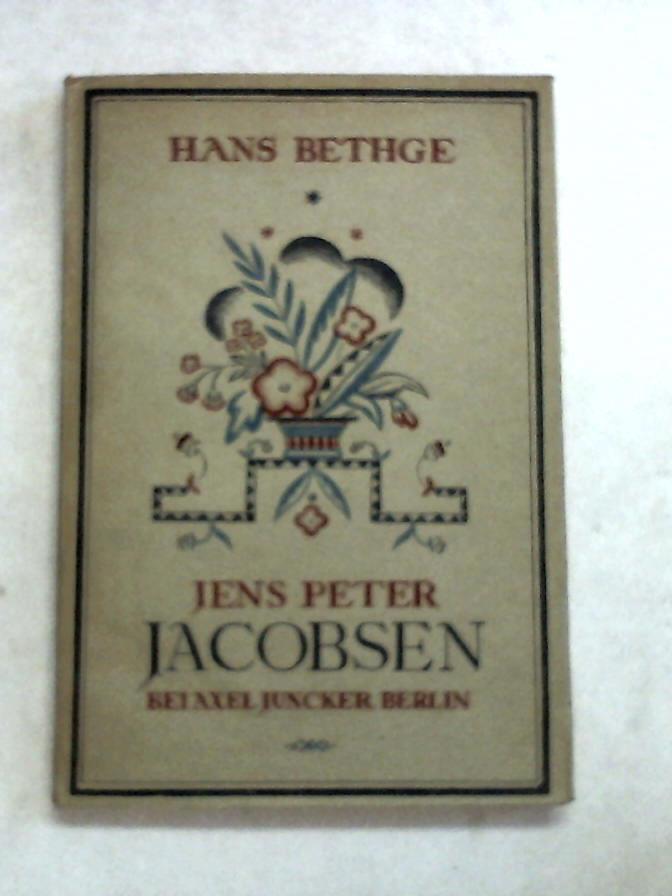 HANS BETHGE
JENS PETER
JACOBSEN
BEI AXEL JUNCKER BERLIN